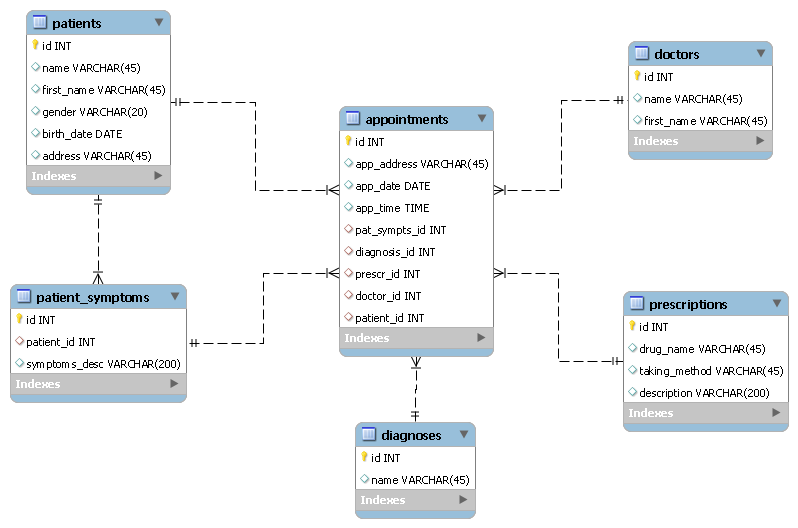 patients
id INT
name VARCHAR(45)
first_name VARCHAR(45)
gender VARCHAR(20)
birth_date DATE
address VARCHAR(45)
Indexes
patient_symptoms
id INT
patient_id INT
symptoms_desc VARCHAR(200)
Indexes
appointments
id INT
app_address VARCHAR(45)
app_date DATE
app_time TIME
pat_sympts_id INT
diagnosis_id INT
prescr_id INT
doctor_id INT
patient_id INT
Indexes
diagnoses
id INT
name VARCHAR(45)
Indexes
doctors
id INT
name VARCHAR(45)
first_name VARCHAR(45)
Indexes
prescriptions
id INT
drug_name VARCHAR(45)
taking_method VARCHAR(45)
description VARCHAR(200)
Indexes